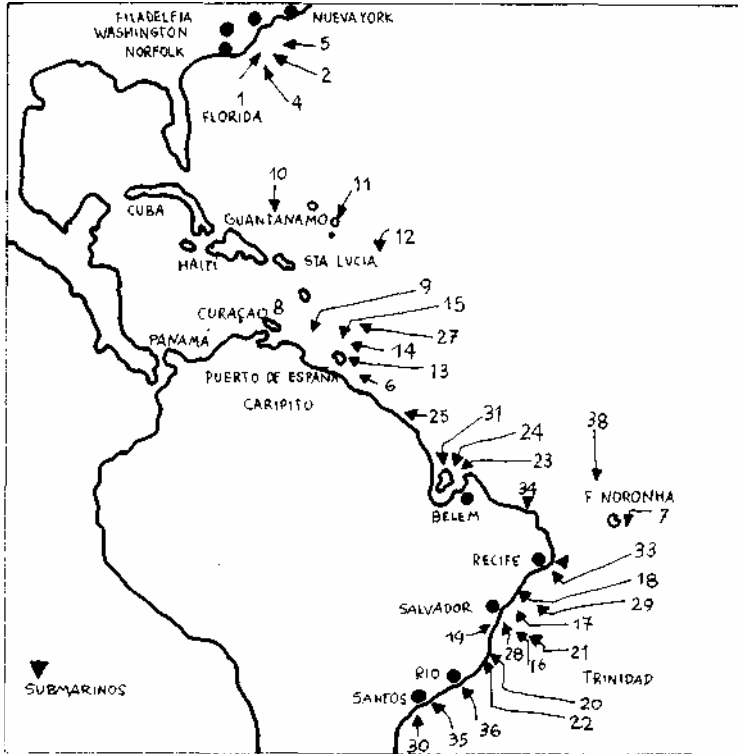 FILADELFIA
NUEVA YORK
WASHINGTON
NORFOLK
5
2
1
4
FLORIDA
10
11
CUBA
GUANTANAMO
12
HAITI
STA LUCIA
9
15
CURAÇAO 8
27
PANAMÁ
14
13
PUERTO DE ESPAÑA
6
CARIPITO
25
31
24
38
23
34
F NORONHA
7
BELEM
33
RECIFE
18
29
SALVADOR
17
19
28
16
21
RIO
TRINIDAD
SUBMARINOS
SANTOS
20
22
36
35
30